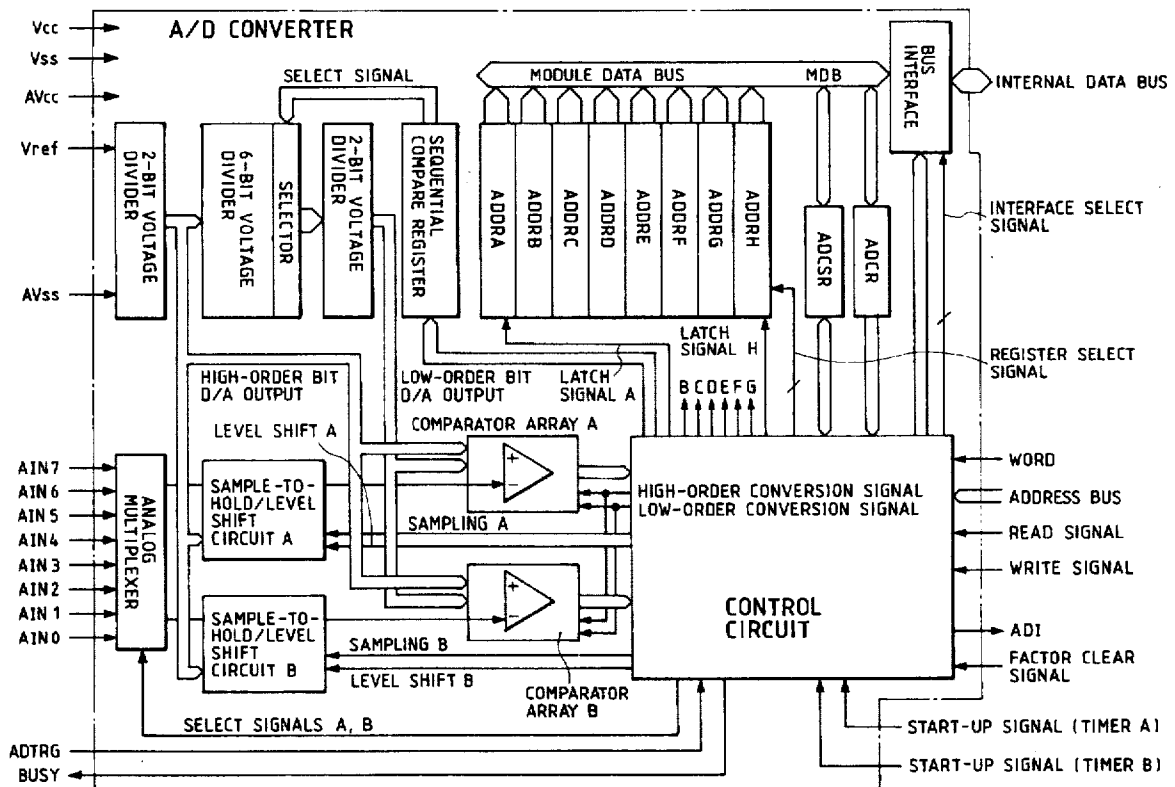 A/D CONVERTER
Vcc
Vss
AVcc
Vref
AVss
SELECT SIGNAL
MODULE DATA BUS
MDB
BUS
INTERFACE
INTERNAL DATA BUS
2-BIT VOLTAGE
DIVIDER
6-BIT VOLTAGE
DIVIDER
SELECTOR
2-BIT VOLTAGE
DIVIDER
SEQUENTIAL
COMPARE REGISTER
ADDRA
ADDRB
ADDRC
ADDRD
ADDRE
ADDRF
ADDRG
ADDRH
ADCSR
ADCR
INTERFACE SELECT
SIGNAL
LATCH
SIGNAL H
REGISTER SELECT
SIGNAL
HIGH-ORDER BIT
D/A OUTPUT
LOW-ORDER BIT
D/A OUTPUT
LATCH
SIGNAL A
B C D E F G
LEVEL SHIFT A
COMPARATOR ARRAY A
AIN7
AIN6
AIN5
AIN4
AIN3
AIN2
AIN1
AIN0
ANALOG
MULTIPLEXER
SAMPLE-TO-
HOLD/LEVEL
SHIFT
CIRCUIT A
+
-
SAMPLING A
HIGH-ORDER CONVERSION SIGNAL
LOW-ORDER CONVERSION SIGNAL
WORD
ADDRESS BUS
READ SIGNAL
WRITE SIGNAL
SAMPLE-TO-
HOLD/LEVEL
SHIFT
CIRCUIT B
+
-
SAMPLING B
LEVEL SHIFT B
COMPARATOR
ARRAY B
CONTROL
CIRCUIT
ADI
FACTOR CLEAR
SIGNAL
SELECT SIGNALS A, B
ADTRG
BUSY
START-UP SIGNAL (TIMER A)
START-UP SIGNAL (TIMER B)